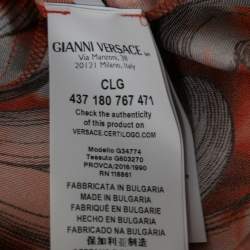 GIANNI VERSACE
Via Manzoni, 38
20121 Milano, Italy
CLG
437 180 767 471
Check the authenticity
of this product on
VERSACE.CERTILOGO.COM
Modello G34774
Tessuto G603270
PROVCA/2016/1990
RN 116861
FABBRICATA IN BULGARIA
MADE IN BULGARIA
FABRIQUÉ EN BULGARIE
HECHO EN BULGARIA
FABRICADO NA BULGÁRIA
保加利亚制造